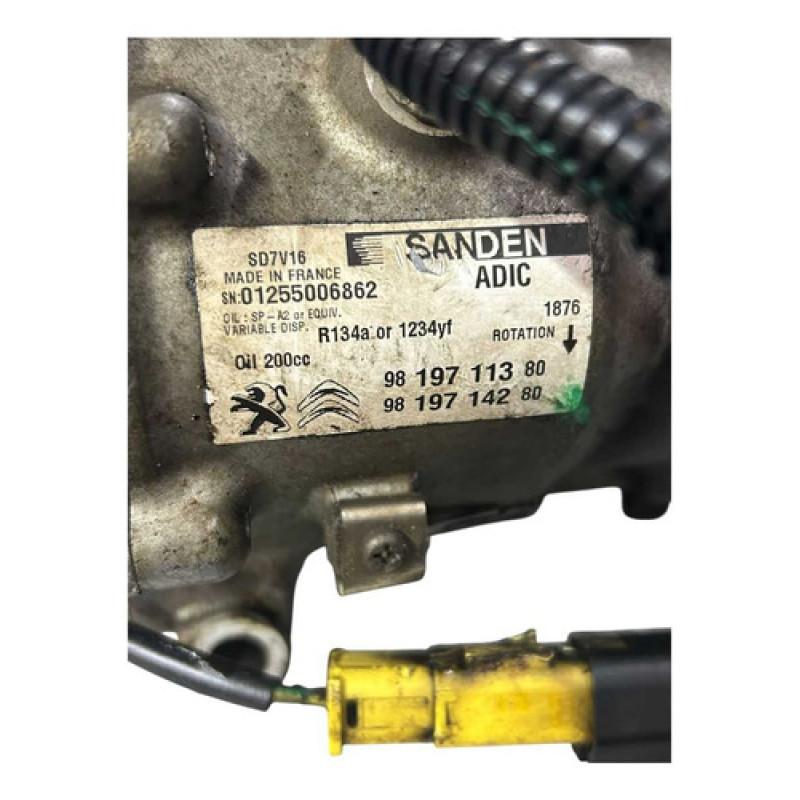 SANDEN
SD7V16
MADE IN FRANCE
ADIC
SN:01255006862
OIL : SP-A2 or EQUIV.
VARIABLE DISP.
R134a or 1234yf
1876
ROTATION
Oil 200cc
98 197 113 80
98 197 142 80